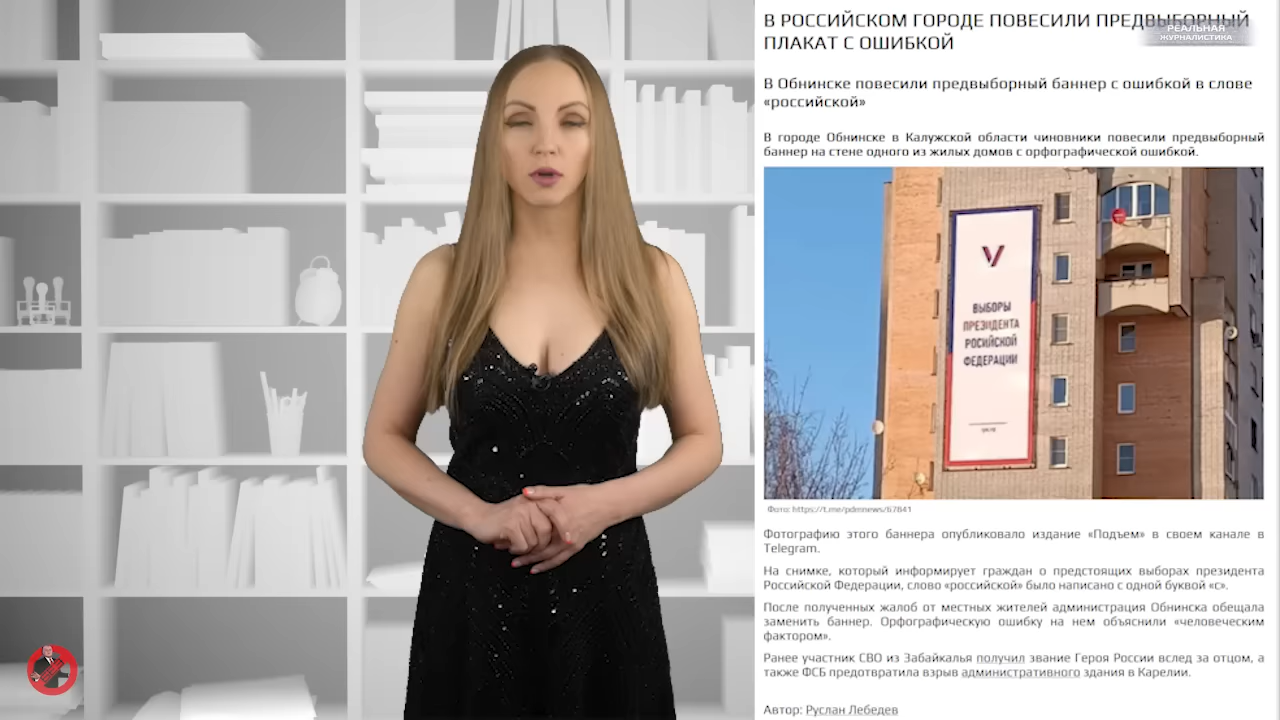 В РОССИЙСКОМ ГОРОДЕ ПОВЕСИЛИ ПРЕДВЫБОРНЫЙ
ПЛАКАТ С ОШИБКОЙ
РЕАЛЬНАЯ
ЖУРНАЛИСТИКА
В Обнинске повесили предвыборный баннер с ошибкой в слове
«российской»
В городе Обнинске в Калужской области чиновники повесили предвыборный
баннер на стене одного из жилых домов с орфографической ошибкой.
ВЫБОРЫ
ПРЕЗИДЕНТА
РОСИЙСКОЙ
ФЕДЕРАЦИИ
Фото: https://t.me/pdmnews/67841
Фотографию этого баннера опубликовало издание «Подъем» в своем канале в
Telegram.
На снимке, который информирует граждан о предстоящих выборах президента
Российской Федерации, слово «российской» было написано с одной буквой «с».
После полученных жалоб от местных жителей администрация Обнинска обещала
заменить баннер. Орфографическую ошибку на нем объяснили «человеческим
фактором».
Ранее участник СВО из Забайкалья получил звание Героя России вслед за отцом, а
также ФСБ предотвратила взрыв административного здания в Карелии.
Автор: Руслан Лебедев